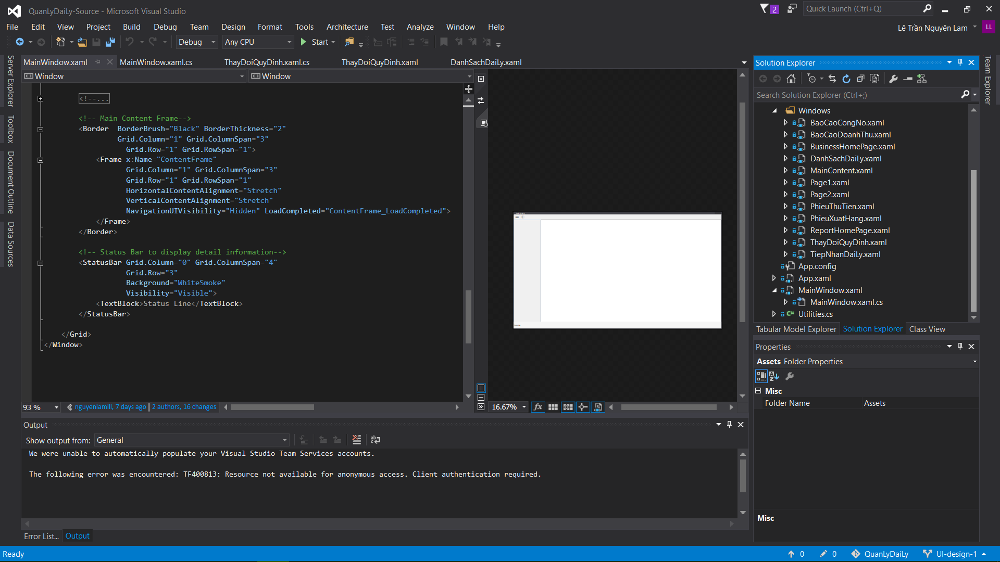 QuanLyDaiLy-Source - Microsoft Visual Studio
2
Quick Launch (Ctrl+Q)
File Edit View Project Build Debug Team Design Format Tools Architecture Test Analyze Window Help
Lê Trần Nguyên Lam
LL
Debug
Any CPU
Start
Server Explorer
Toolbox
Document Outline
Data Sources
MainWindow.xaml
MainWindow.xaml.cs
ThayDoiQuyDinh.xaml.cs
ThayDoiQuyDinh.xaml
DanhSachDaiLy.xaml
Window
Window
<!--...
<!-- Main Content Frame-->
<Border  BorderBrush="Black" BorderThickness="2"
Grid.Column="1" Grid.ColumnSpan="3"
Grid.Row="1" Grid.RowSpan="1">
<Frame x:Name="ContentFrame"
Grid.Column="1" Grid.ColumnSpan="3"
Grid.Row="1" Grid.RowSpan="1"
HorizontalContentAlignment="Stretch"
VerticalContentAlignment="Stretch"
NavigationUIVisibility="Hidden" LoadCompleted="ContentFrame_LoadCompleted">
</Frame>
</Border>
<!-- Status Bar to display detail information-->
<StatusBar Grid.Column="0" Grid.ColumnSpan="4"
Grid.Row="3"
Background="WhiteSmoke"
Visibility="Visible">
<TextBlock>Status Line</TextBlock>
</StatusBar>
</Grid>
</Window>
93 %
nguyenlamlll, 7 days ago | 2 authors, 16 changes
16.67%
fx
Output
Show output from:
General
We were unable to automatically populate your Visual Studio Team Services accounts.
The following error was encountered: TF400813: Resource not available for anonymous access. Client authentication required.
Error List...
Output
Solution Explorer
Search Solution Explorer (Ctrl+;)
Windows
BaoCaoCongNo.xaml
BaoCaoDoanhThu.xaml
BusinessHomePage.xaml
DanhSachDaiLy.xaml
MainContent.xaml
Page1.xaml
Page2.xaml
PhieuThuTien.xaml
PhieuXuatHang.xaml
ReportHomePage.xaml
ThayDoiQuyDinh.xaml
TiepNhanDaiLy.xaml
App.config
App.xaml
MainWindow.xaml
MainWindow.xaml.cs
C# Utilities.cs
Tabular Model Explorer
Solution Explorer
Class View
Team Explorer
Properties
Assets Folder Properties
Misc
Folder Name
Assets
Misc
Ready
0
0
QuanLyDaiLy
UI-design-1